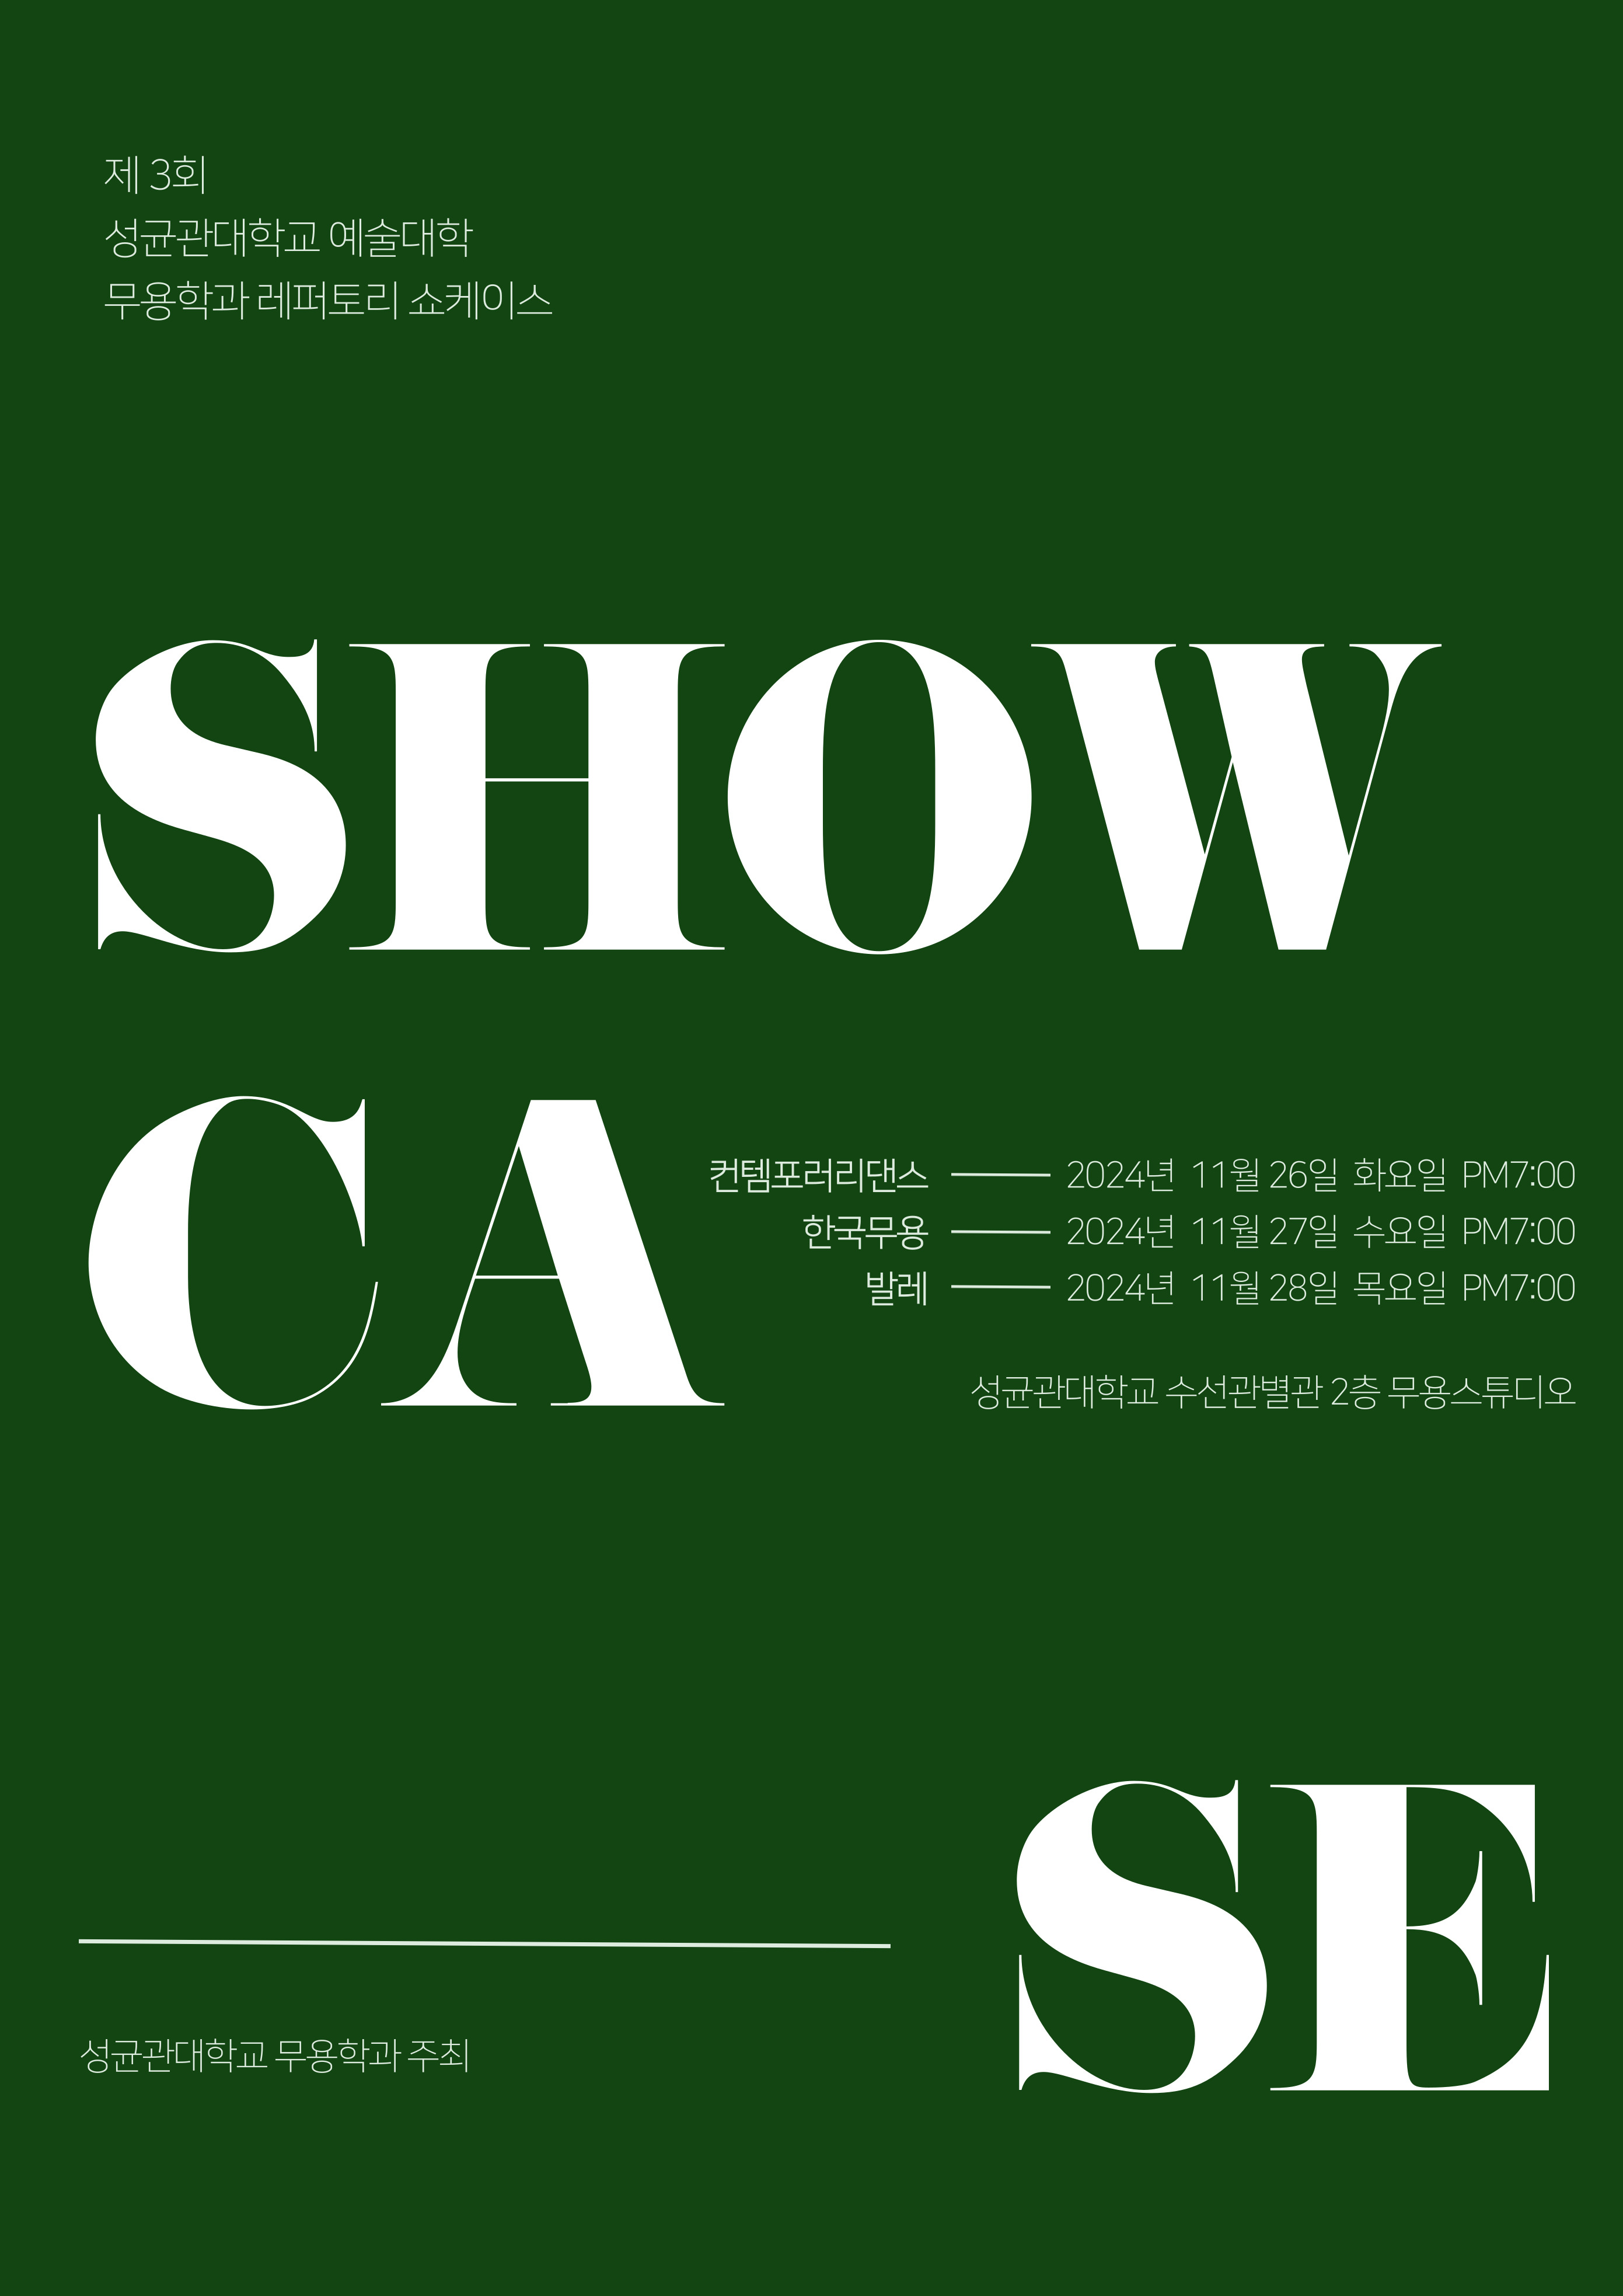 제 3회
성균관대학교 예술대학
무용학과 레퍼토리 쇼케이스
SHOW
CA
컨템포러리댄스 2024년 11월 26일 화요일 PM7:00
한국무용 2024년 11월 27일 수요일 PM7:00
발레 2024년 11월 28일 목요일 PM7:00
성균관대학교 수선관별관 2층 무용스튜디오
SE
성균관대학교 무용학과 주최